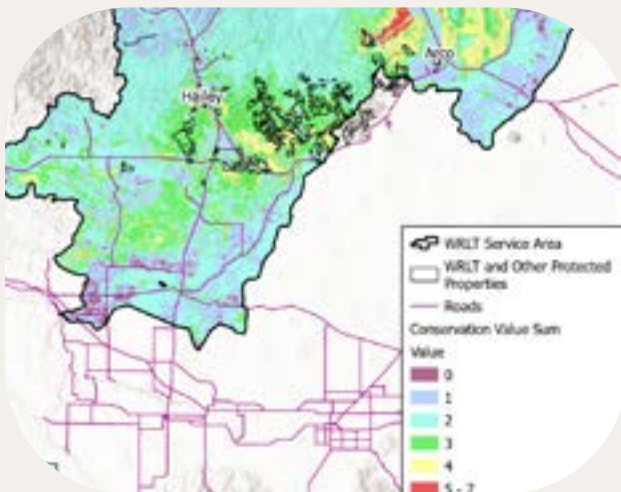 Arco
Hailey
WRLT Service Area
WRLT and Other Protected
Properties
Roads
Conservation Value Sum
Value
0
1
2
3
4
5 - 7